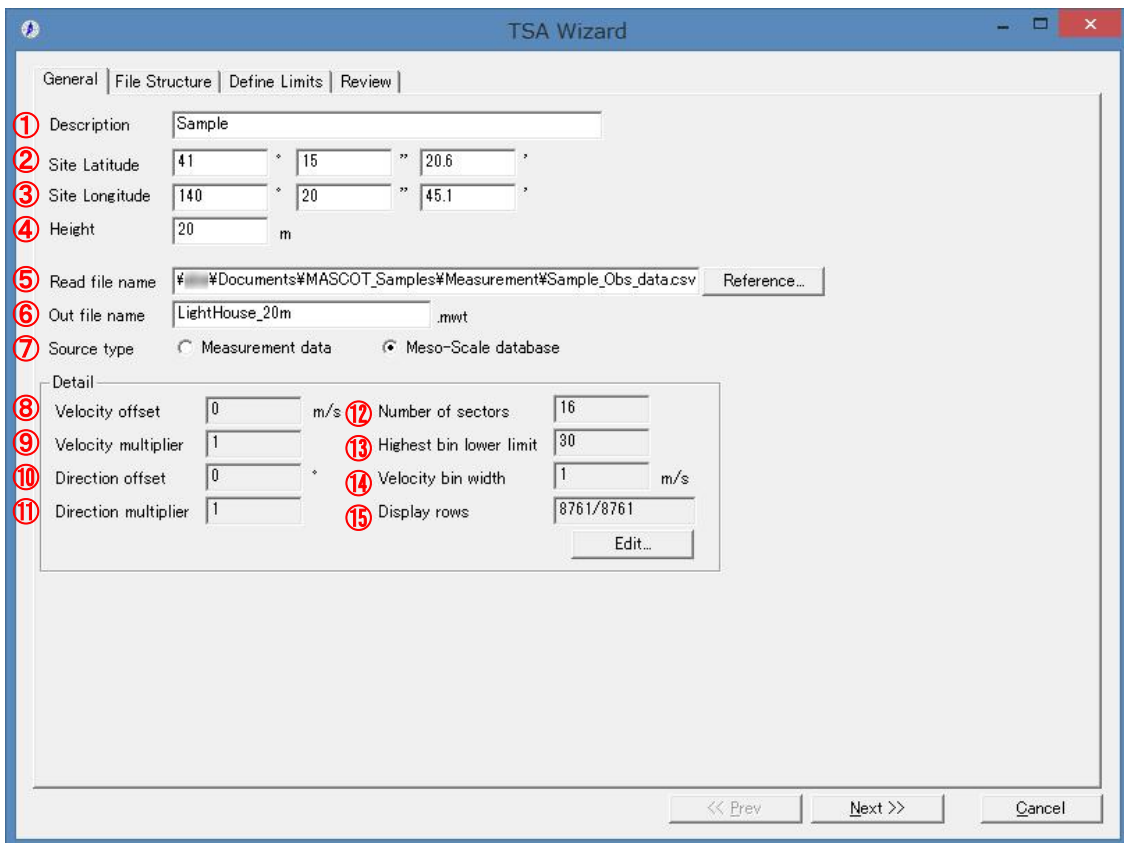 TSA Wizard
General File Structure Define Limits Review
① Description Sample
② Site Latitude 41 ° 15 ” 20.6 ’
③ Site Longitude 140 ° 20 ” 45.1 ’
④ Height 20 m
⑤ Read file name ¥ ¥Documents¥MASCOT_Samples¥Measurement¥Sample_Obs_data.csv Reference...
⑥ Out file name LightHouse_20m .mwt
⑦ Source type Measurement data Meso-Scale database
Detail
⑧ Velocity offset 0 m/s ⑫ Number of sectors 16
⑨ Velocity multiplier 1 ⑬ Highest bin lower limit 30
⑩ Direction offset 0 ° ⑭ Velocity bin width 1 m/s
⑪ Direction multiplier 1 ⑮ Display rows 8761/8761
Edit...
<< Prev Next >> Cancel